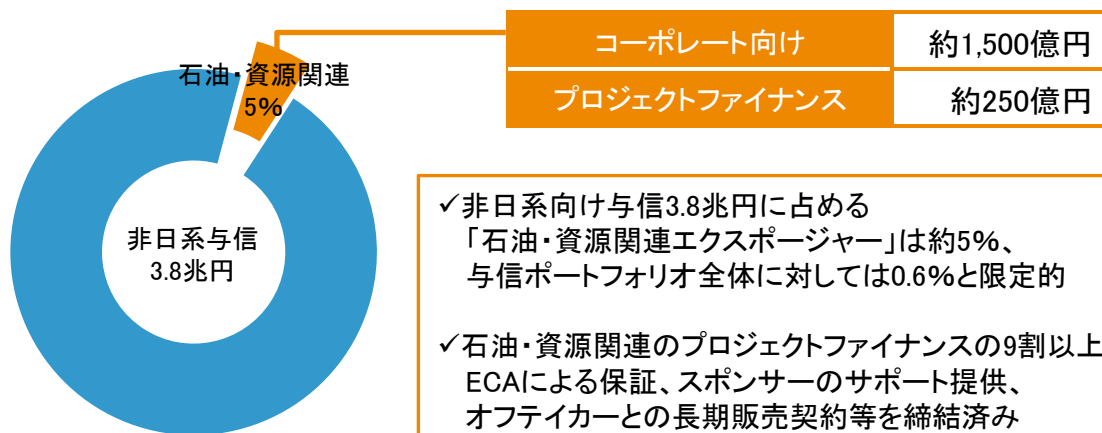 石油・資源関連
5%
非日系与信
3.8兆円
コーポレート向け 約1,500億円
プロジェクトファイナンス 約250億円
✓非日系向け与信3.8兆円に占める
「石油・資源関連エクスポージャー」は約5%、
与信ポートフォリオ全体に対しては0.6%と限定的
✓石油・資源関連のプロジェクトファイナンスの9割以上
ECAによる保証、スポンサーのサポート提供、
オフテイカーとの長期販売契約等を締結済み